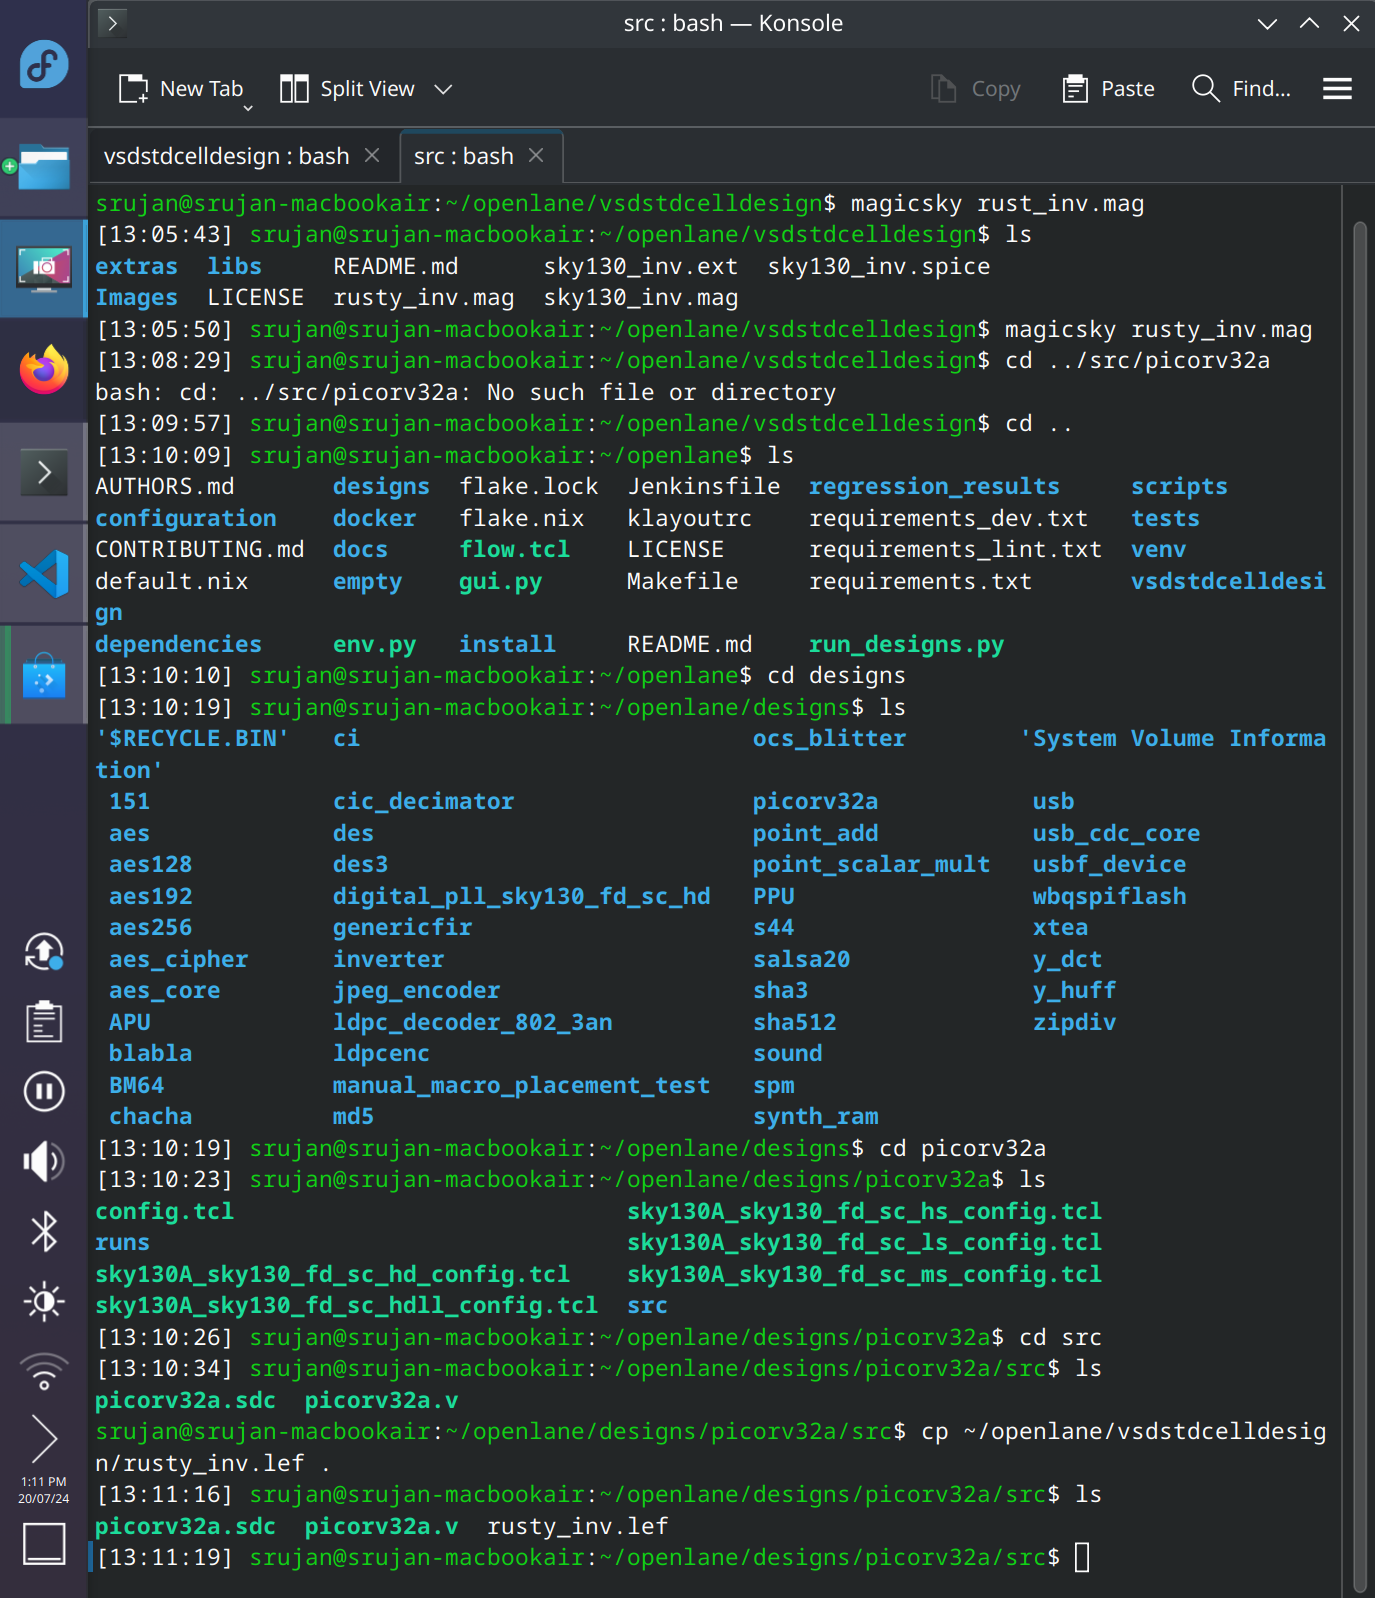 src : bash — Konsole
New Tab
Split View
Copy
Paste
Find...
vsdstdcelldesign : bash
src : bash
srujan@srujan-macbookair:~/openlane/vsdstdcelldesign$ magicsky rust_inv.mag
[13:05:43] srujan@srujan-macbookair:~/openlane/vsdstdcelldesign$ ls
extras  libs     README.md      sky130_inv.ext  sky130_inv.spice
Images  LICENSE  rusty_inv.mag  sky130_inv.mag
[13:05:50] srujan@srujan-macbookair:~/openlane/vsdstdcelldesign$ magicsky rusty_inv.mag
[13:08:29] srujan@srujan-macbookair:~/openlane/vsdstdcelldesign$ cd ../src/picorv32a
bash: cd: ../src/picorv32a: No such file or directory
[13:09:57] srujan@srujan-macbookair:~/openlane/vsdstdcelldesign$ cd ..
[13:10:09] srujan@srujan-macbookair:~/openlane$ ls
AUTHORS.md       designs  flake.lock  Jenkinsfile  regression_results     scripts
configuration    docker   flake.nix   klayoutrc    requirements_dev.txt   tests
CONTRIBUTING.md  docs     flow.tcl    LICENSE      requirements_lint.txt  venv
default.nix      empty    gui.py      Makefile     requirements.txt       vsdstdcelldesi
gn
dependencies     env.py   install     README.md    run_designs.py
[13:10:10] srujan@srujan-macbookair:~/openlane$ cd designs
[13:10:19] srujan@srujan-macbookair:~/openlane/designs$ ls
'$RECYCLE.BIN'   ci                            ocs_blitter        'System Volume Informa
tion'
 151             cic_decimator                 picorv32a           usb
 aes             des                           point_add           usb_cdc_core
 aes128          des3                          point_scalar_mult   usbf_device
 aes192          digital_pll_sky130_fd_sc_hd   PPU                 wbqspiflash
 aes256          genericfir                    s44                 xtea
 aes_cipher      inverter                      salsa20             y_dct
 aes_core        jpeg_encoder                  sha3                y_huff
 APU             ldpc_decoder_802_3an          sha512              zipdiv
 blabla          ldpcenc                       sound
 BM64            manual_macro_placement_test   spm
 chacha          md5                           synth_ram
[13:10:19] srujan@srujan-macbookair:~/openlane/designs$ cd picorv32a
[13:10:23] srujan@srujan-macbookair:~/openlane/designs/picorv32a$ ls
config.tcl                            sky130A_sky130_fd_sc_hs_config.tcl
runs                                  sky130A_sky130_fd_sc_ls_config.tcl
sky130A_sky130_fd_sc_hd_config.tcl    sky130A_sky130_fd_sc_ms_config.tcl
sky130A_sky130_fd_sc_hdll_config.tcl  src
[13:10:26] srujan@srujan-macbookair:~/openlane/designs/picorv32a$ cd src
[13:10:34] srujan@srujan-macbookair:~/openlane/designs/picorv32a/src$ ls
picorv32a.sdc  picorv32a.v
srujan@srujan-macbookair:~/openlane/designs/picorv32a/src$ cp ~/openlane/vsdstdcelldesig
n/rusty_inv.lef .
[13:11:16] srujan@srujan-macbookair:~/openlane/designs/picorv32a/src$ ls
picorv32a.sdc  picorv32a.v  rusty_inv.lef
[13:11:19] srujan@srujan-macbookair:~/openlane/designs/picorv32a/src$
1:11 PM
20/07/24